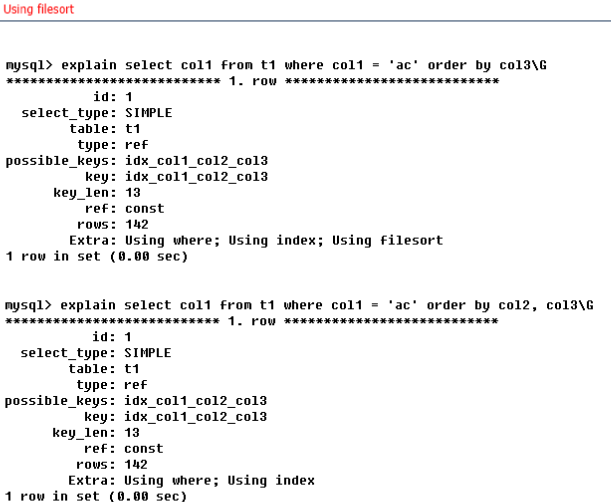 Using filesort
mysql> explain select col1 from t1 where col1 = 'ac' order by col3\G
*************************** 1. row ***************************
id: 1
select_type: SIMPLE
table: t1
type: ref
possible_keys: idx_col1_col2_col3
key: idx_col1_col2_col3
key_len: 13
ref: const
rows: 142
Extra: Using where; Using index; Using filesort
1 row in set (0.00 sec)
mysql> explain select col1 from t1 where col1 = 'ac' order by col2, col3\G
*************************** 1. row ***************************
id: 1
select_type: SIMPLE
table: t1
type: ref
possible_keys: idx_col1_col2_col3
key: idx_col1_col2_col3
key_len: 13
ref: const
rows: 142
Extra: Using where; Using index
1 row in set (0.00 sec)